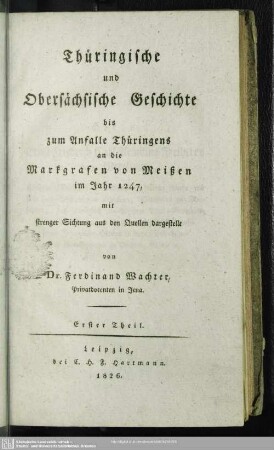 Thüringische
und
Obersächsische Geschichte
bis
zum Anfalle Thüringens
an die
Markgrafen von Meißen
im Jahr 1247,
mit
strenger Sichtung aus den Quellen dargestellt
von
Dr. Ferdinand Wachter,
Privatdocenten in Jena.
Erster Theil.
Leipzig,
bei C. H. F. Hartmann.
1826.